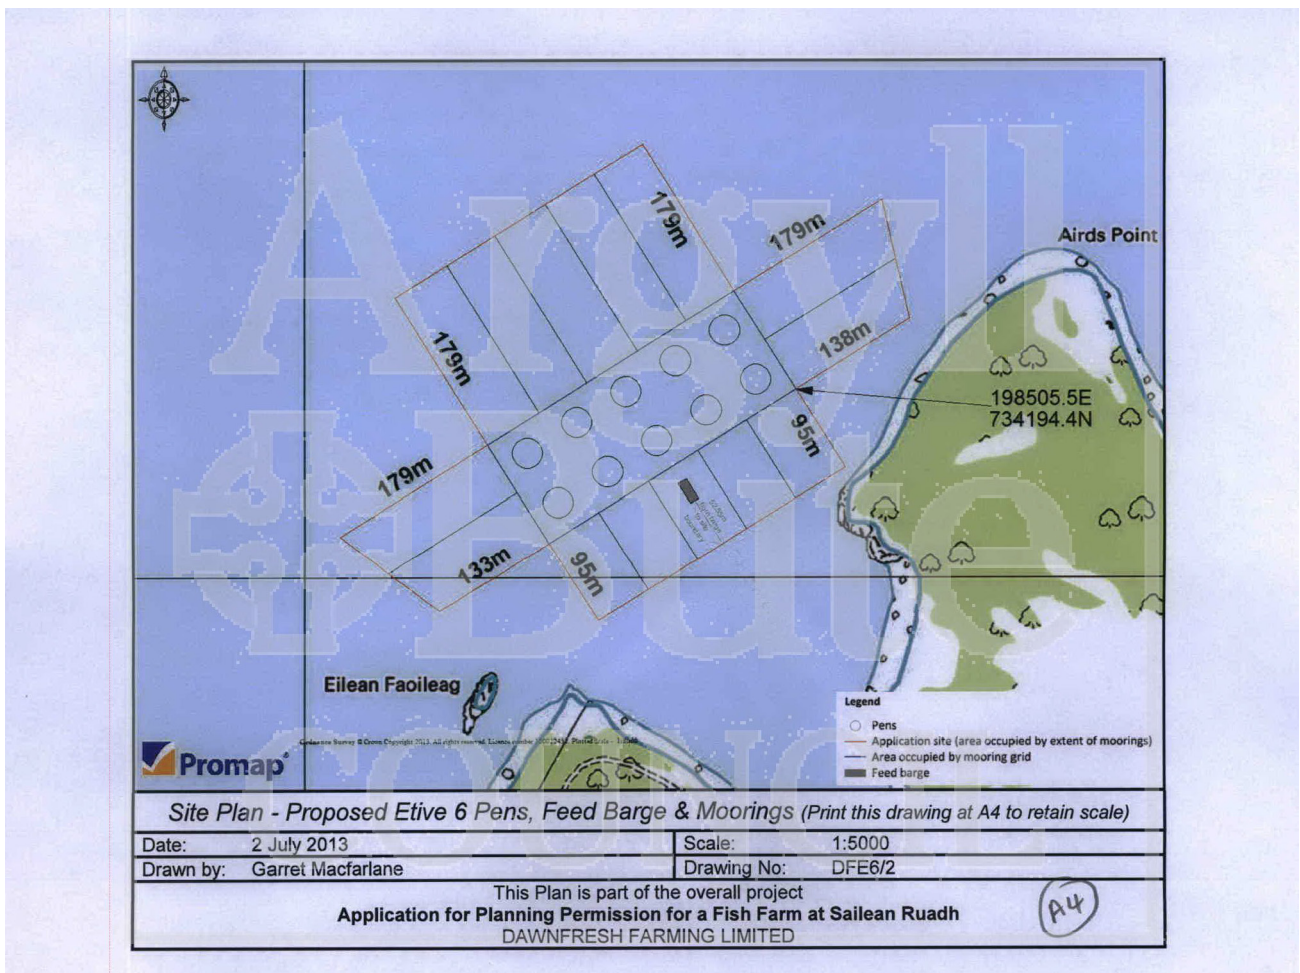 Argyll
Bute
COUNCIL
179m
179m
Airds Point
179m
138m
198505.5E
734194.4N
179m
95m
133m
95m
Eilean Faoileag
Legend
Pens
Application site (area occupied by extent of moorings)
Area occupied by mooring grid
Feed barge
Promap
Site Plan - Proposed Etive 6 Pens, Feed Barge & Moorings (Print this drawing at A4 to retain scale)
Date: 2 July 2013 Scale: 1:5000
Drawn by: Garret Macfarlane Drawing No: DFE6/2
This Plan is part of the overall project
Application for Planning Permission for a Fish Farm at Sailean Ruadh
DAWNFRESH FARMING LIMITED
A4